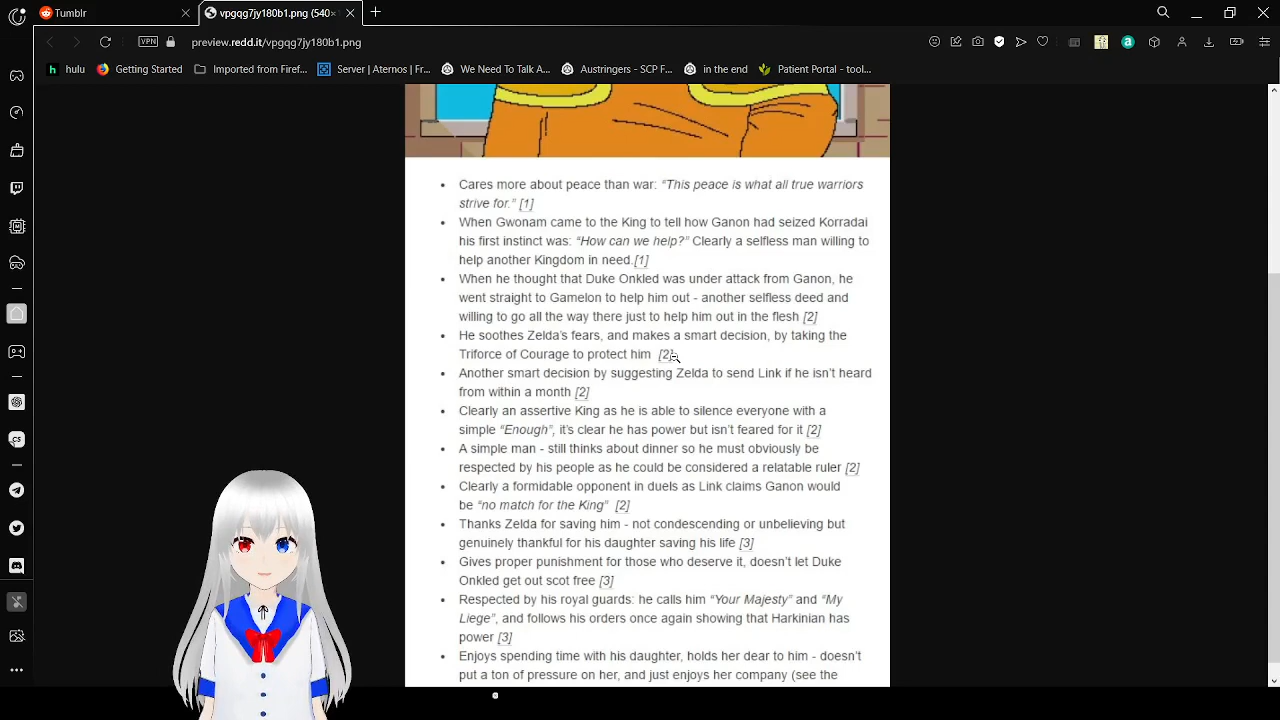 Tumblr
vpgqg7jy180b1.png (540×
VPN
preview.redd.it/vpgqg7jy180b1.png
hulu
Getting Started
Imported from Firef...
Server | Aternos | Fr...
We Need To Talk A...
Austringers - SCP F...
in the end
Patient Portal - tool...
• Cares more about peace than war: “This peace is what all true warriors
strive for.” [1]
• When Gwonam came to the King to tell how Ganon had seized Korradai
his first instinct was: “How can we help?” Clearly a selfless man willing to
help another Kingdom in need.[1]
• When he thought that Duke Onkled was under attack from Ganon, he
went straight to Gamelon to help him out - another selfless deed and
willing to go all the way there just to help him out in the flesh [2]
• He soothes Zelda’s fears, and makes a smart decision, by taking the
Triforce of Courage to protect him [2]
• Another smart decision by suggesting Zelda to send Link if he isn’t heard
from within a month [2]
• Clearly an assertive King as he is able to silence everyone with a
simple “Enough”, it’s clear he has power but isn’t feared for it [2]
• A simple man - still thinks about dinner so he must obviously be
respected by his people as he could be considered a relatable ruler [2]
• Clearly a formidable opponent in duels as Link claims Ganon would
be “no match for the King” [2]
• Thanks Zelda for saving him - not condescending or unbelieving but
genuinely thankful for his daughter saving his life [3]
• Gives proper punishment for those who deserve it, doesn’t let Duke
Onkled get out scot free [3]
• Respected by his royal guards: he calls him “Your Majesty” and “My
Liege”, and follows his orders once again showing that Harkinian has
power [3]
• Enjoys spending time with his daughter, holds her dear to him - doesn’t
put a ton of pressure on her, and just enjoys her company (see the